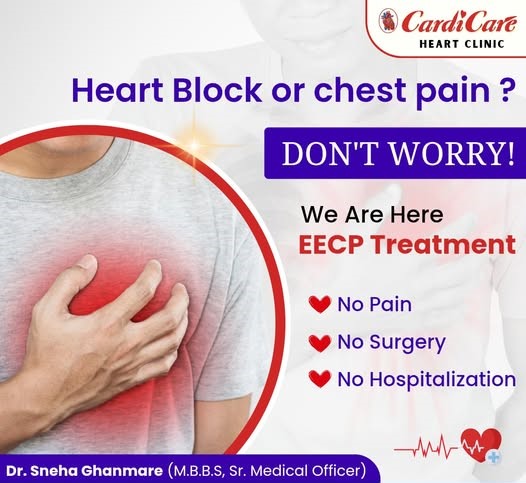 CardiCare
HEART CLINIC
Heart Block or chest pain ?
DON'T WORRY!
We Are Here
EECP Treatment
No Pain
No Surgery
No Hospitalization
Dr. Sneha Ghanmare (M.B.B.S, Sr. Medical Officer)